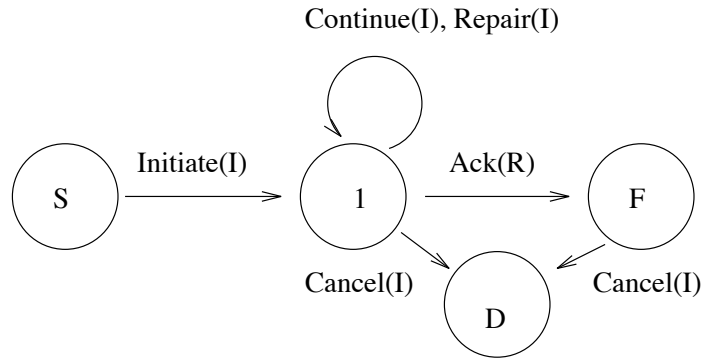 Continue(I), Repair(I)
Initiate(I)
Ack(R)
S
1
F
Cancel(I)
Cancel(I)
D